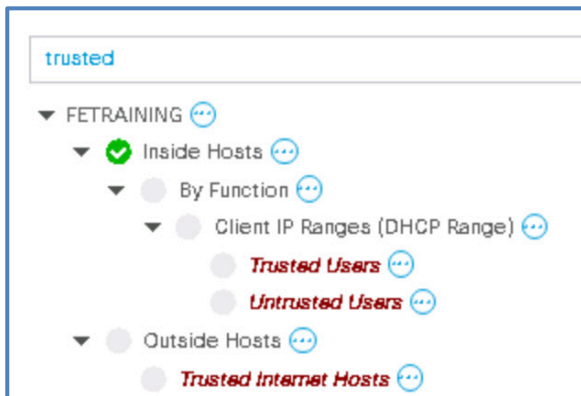 trusted
FETRAINING
Inside Hosts
By Function
Client IP Ranges (DHCP Range)
Trusted Users
Untrusted Users
Outside Hosts
Trusted Internet Hosts